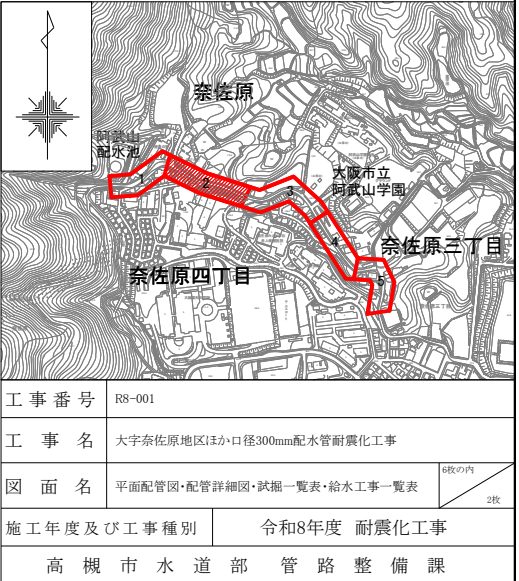 奈佐原
阿武山
配水池
1
2
3
大阪市立
阿武山学園
4
奈佐原三丁目
奈佐原四丁目
5
工事番号 R8-001
工事名 大字奈佐原地区ほか口径300mm配水管耐震化工事
図面名 平面配管図・配管詳細図・試掘一覧表・給水工事一覧表 6枚の内 2枚
施工年度及び工事種別 令和8年度 耐震化工事
高槻市水道部 管路整備課